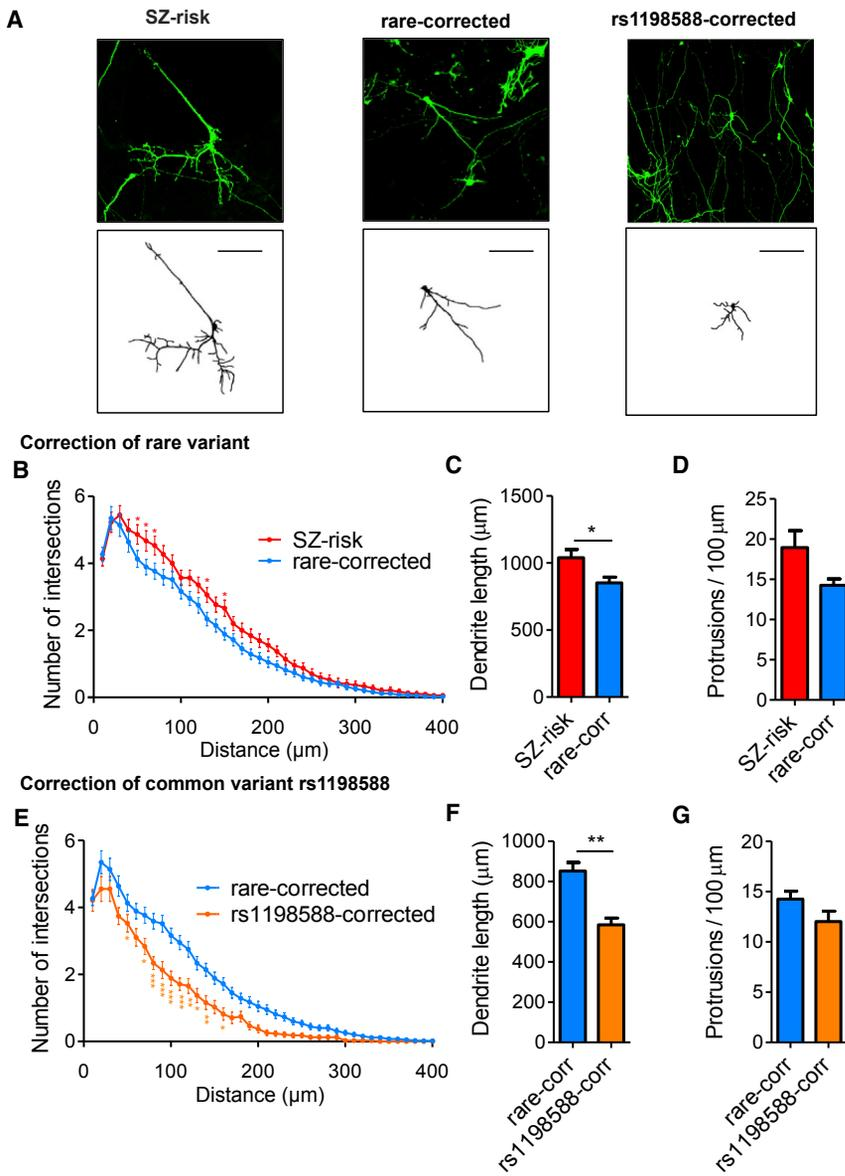 A
SZ-risk
rare-corrected
rs1198588-corrected
Correction of rare variant
B
Number of intersections
6
4
2
0
* * *
*
*
SZ-risk
rare-corrected
0
100
200
300
400
Distance (µm)
C
Dendrite length (µm)
1500
1000
500
0
*
SZ-risk
rare-corr
D
Protrusions / 100 µm
25
20
15
10
5
0
SZ-risk
rare-corr
Correction of common variant rs1198588
E
Number of intersections
6
4
2
0
rare-corrected
rs1198588-corrected
0
100
200
300
400
Distance (µm)
F
Dendrite length (µm)
1000
800
600
400
200
0
**
rare-corr
rs1198588-corr
G
Protrusions / 100 µm
20
15
10
5
0
rare-corr
rs1198588-corr